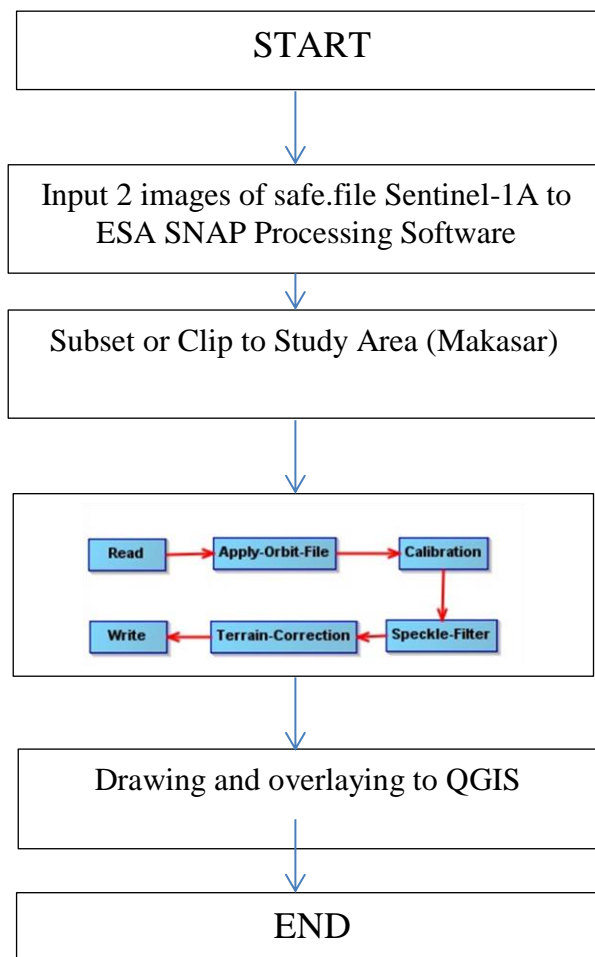 START
Input 2 images of safe.file Sentinel-1A to
ESA SNAP Processing Software
Subset or Clip to Study Area (Makasar)
Read
Apply-Orbit-File
Calibration
Speckle-Filter
Terrain-Correction
Write
Drawing and overlaying to QGIS
END